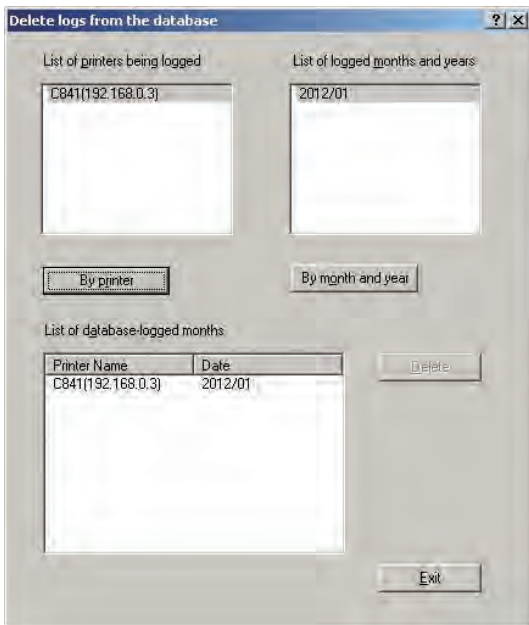 Delete logs from the database
List of printers being logged
List of logged months and years
C841(192.168.0.3)
2012/01
By printer
By month and year
List of database-logged months
Printer Name Date
C841(192.168.0.3) 2012/01
Delete
Exit